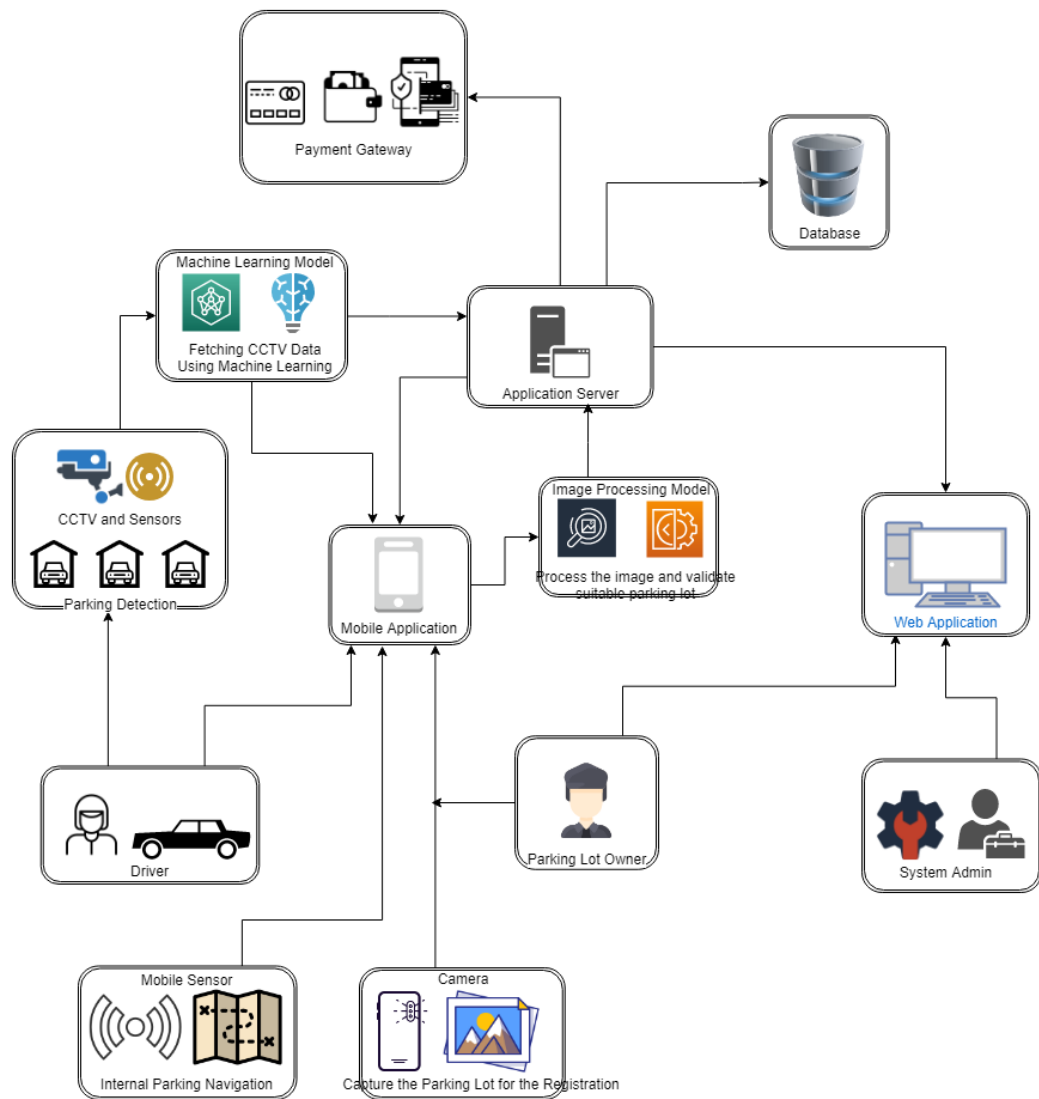 Payment Gateway
Database
Machine Learning Model
Fetching CCTV Data
Using Machine Learning
Application Server
CCTV and Sensors
Parking Detection
Image Processing Model
Process the image and validate
suitable parking lot
Mobile Application
Web Application
Driver
Parking Lot Owner
System Admin
Mobile Sensor
Internal Parking Navigation
Camera
Capture the Parking Lot for the Registration